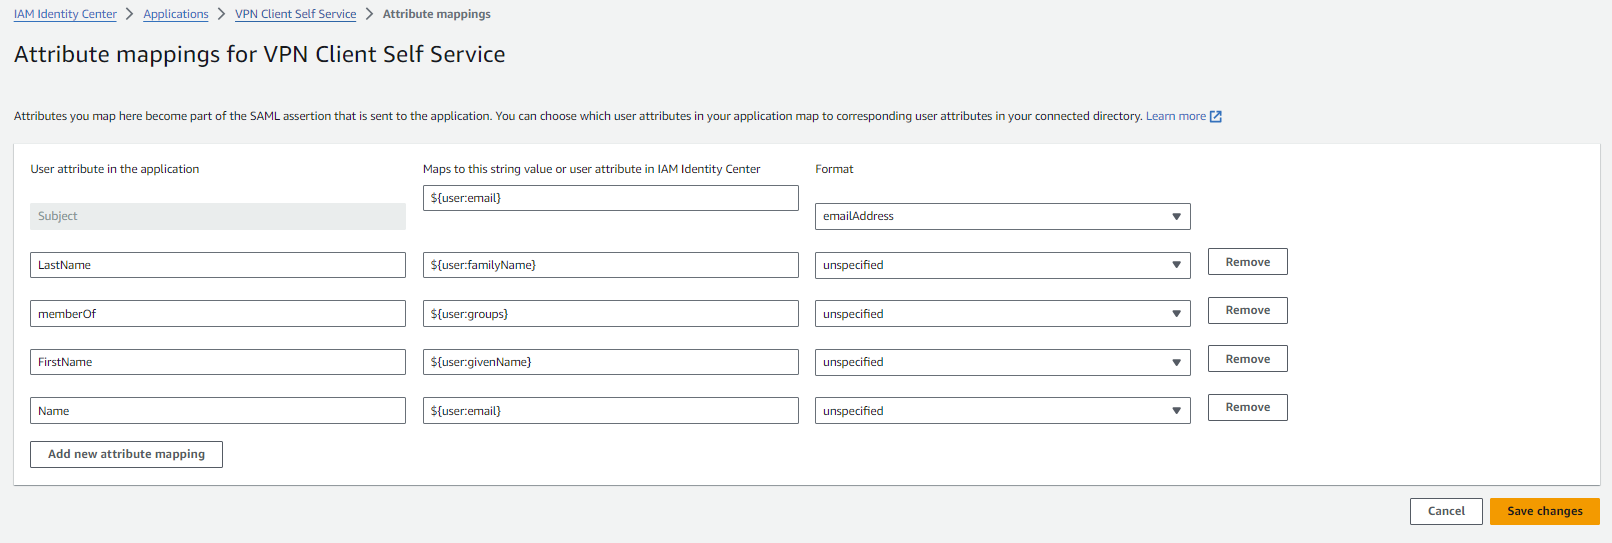 IAM Identity Center > Applications > VPN Client Self Service > Attribute mappings
Attribute mappings for VPN Client Self Service
Attributes you map here become part of the SAML assertion that is sent to the application. You can choose which user attributes in your application map to corresponding user attributes in your connected directory. Learn more
User attribute in the application Maps to this string value or user attribute in IAM Identity Center Format
Subject ${user:email} emailAddress
LastName ${user:familyName} unspecified Remove
memberOf ${user:groups} unspecified Remove
FirstName ${user:givenName} unspecified Remove
Name ${user:email} unspecified Remove
Add new attribute mapping
Cancel Save changes